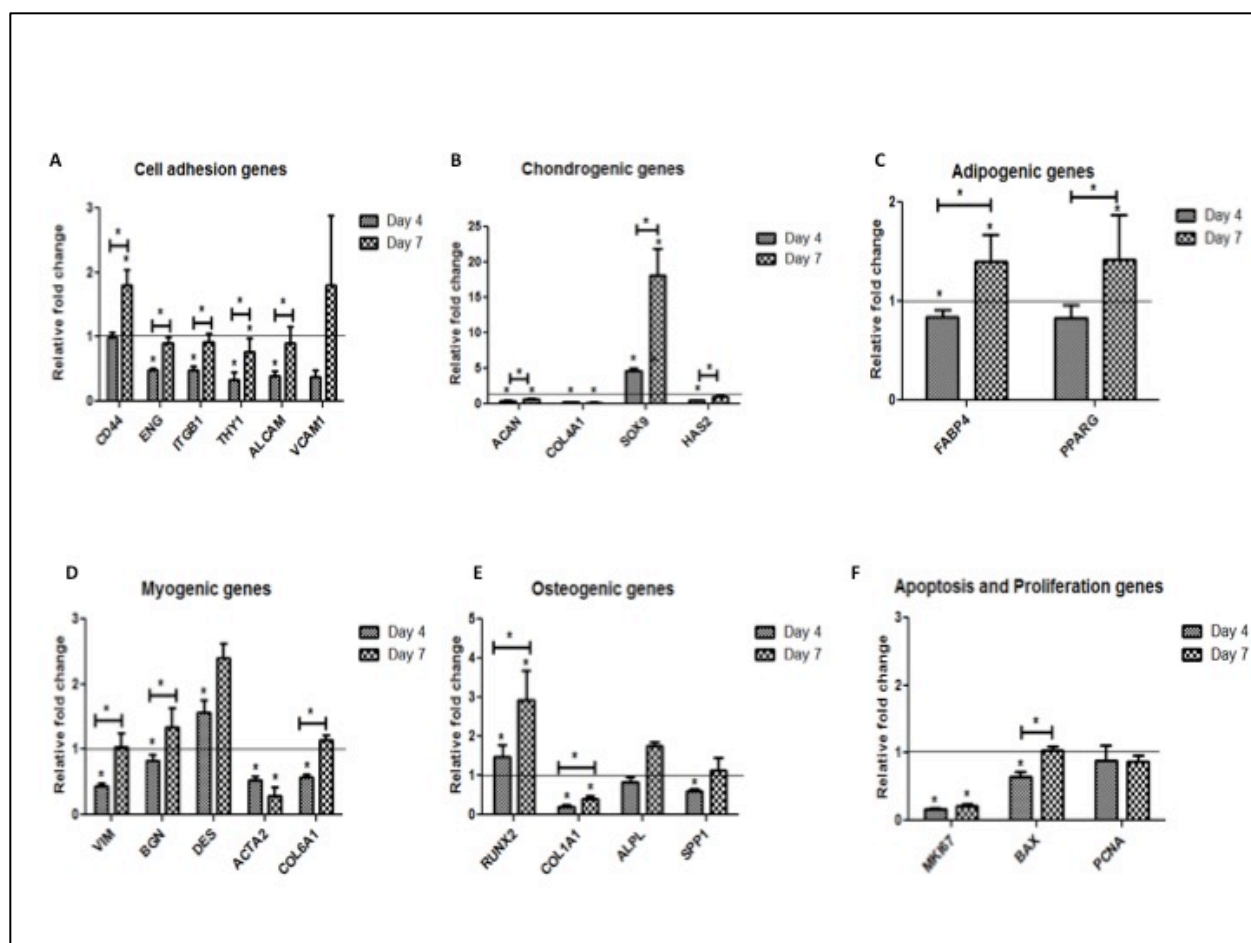 A
Cell adhesion genes
Relative fold change
3
2
1
0
* * * * * *
* * * * * *
CD44
ENG
ITGB1
THY1
ALCAM
VCAM1
Day 4
Day 7
B
Chondrogenic genes
Relative fold change
25
20
15
10
5
0
* * * * * * * * * *
ACAN
COL4A1
SOX9
HAS2
Day 4
Day 7
C
Adipogenic genes
Relative fold change
2
1
0
* * * * *
FABP4
PPARG
Day 4
Day 7
D
Myogenic genes
Relative fold change
3
2
1
0
* * * * * * * * *
VIM
BGN
DES
ACTA2
COL6A1
Day 4
Day 7
E
Osteogenic genes
Relative fold change
5
4
3
2
1
0
* * * * * * *
RUNX2
COL1A1
ALPL
SPP1
Day 4
Day 7
F
Apoptosis and Proliferation genes
Relative fold change
3
2
1
0
* * * *
MKI67
BAX
PCNA
Day 4
Day 7